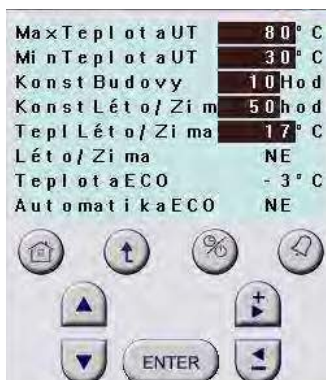 MaxTeplotaUT 80°C
MinTeplotaUT 30°C
KonstBudovy 10Hod
KonstLéto/Zim 50hod
TeplLéto/Zima 17°C
Léto/Zima NE
TeplotaECO -3°C
AutomatikaECO NE
ENTER